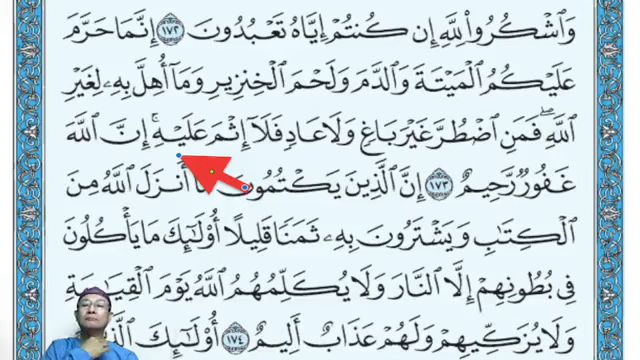 وَٱشْكُرُوا۟ لِلَّهِ إِن كُنتُمْ إِيَّاهُ تَعْبُدُونَ ١٧٢ إِنَّمَا حَرَّمَ
عَلَيْكُمُ ٱلْمَيْتَةَ وَٱلدَّمَ وَلَحْمَ ٱلْخِنزِيرِ وَمَآ أُهِلَّ بِهِۦ لِغَيْرِ
ٱللَّهِ ۖ فَمَنِ ٱضْطُرَّ غَيْرَ بَاغٍ وَلَا عَادٍ فَلَآ إِثْمَ عَلَيْهِ ۚ إِنَّ ٱللَّهَ
غَفُورٌ رَّحِيمٌ ١٧٣ إِنَّ ٱلَّذِينَ يَكْتُمُونَ مَآ أَنزَلَ ٱللَّهُ مِنَ
ٱلْكِتَٰبِ وَيَشْتَرُونَ بِهِۦ ثَمَنًا قَلِيلًا أُو۟لَٰٓئِكَ مَا يَأْكُلُونَ
فِى بُطُونِهِمْ إِلَّا ٱلنَّارَ وَلَا يُكَلِّمُهُمُ ٱللَّهُ يَوْمَ ٱلْقِيَٰمَةِ
وَلَا يُزَكِّيهِمْ وَلَهُمْ عَذَابٌ أَلِيمٌ ١٧٤ أُو۟لَٰٓئِكَ